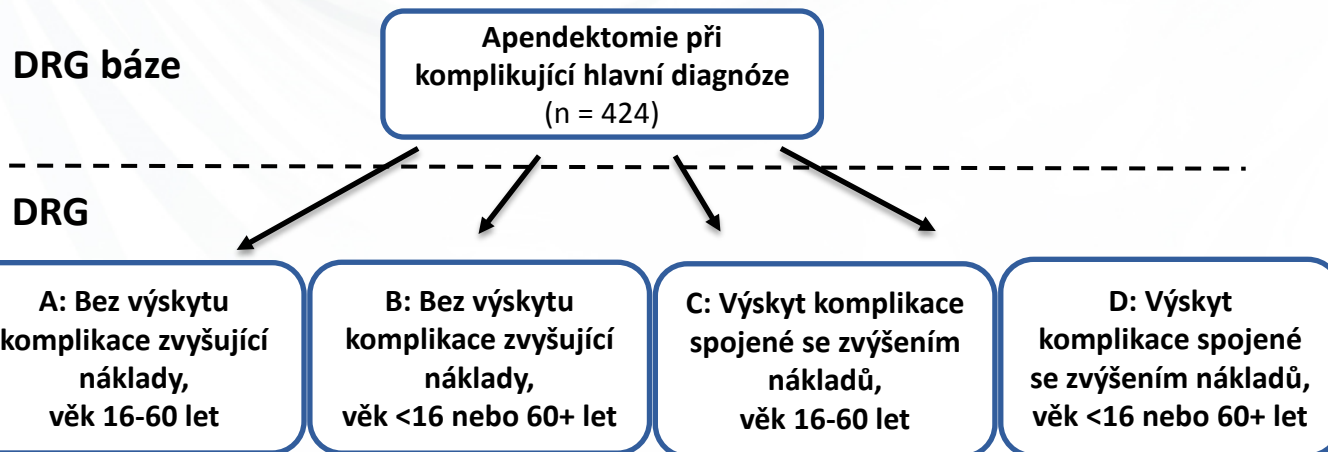 DRG báze
Apendektomie při
komplikující hlavní diagnóze
(n = 424)
DRG
A: Bez výskytu
komplikace zvyšující
náklady,
věk 16-60 let
B: Bez výskytu
komplikace zvyšující
náklady,
věk <16 nebo 60+ let
C: Výskyt komplikace
spojené se zvýšením
nákladů,
věk 16-60 let
D: Výskyt
komplikace spojené
se zvýšením nákladů,
věk <16 nebo 60+ let